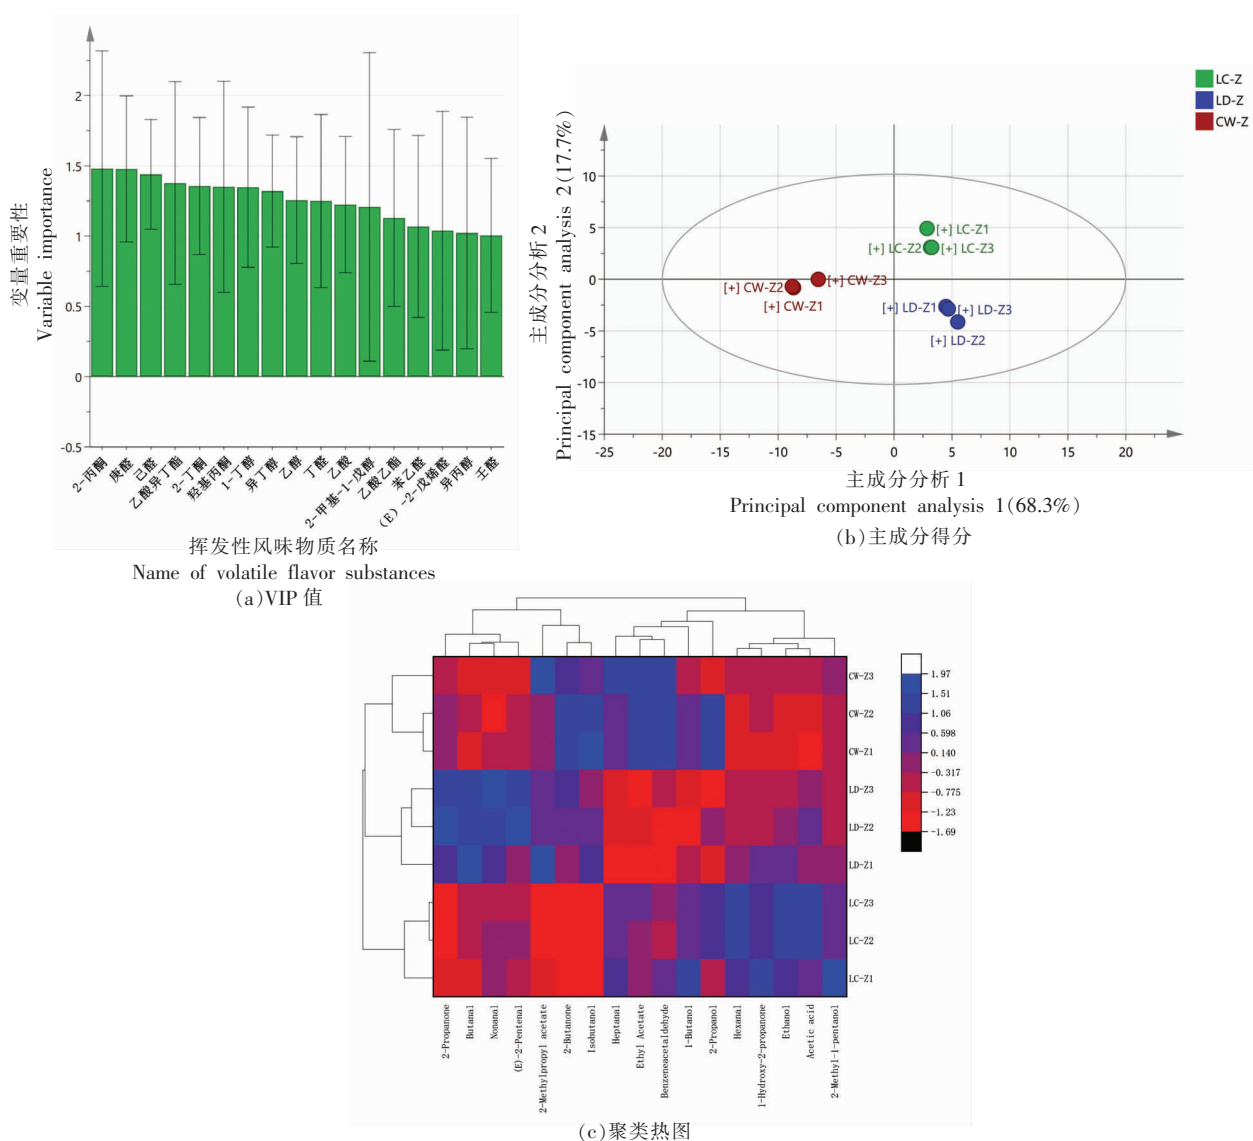 变量重要性
Variable importance
2
1.5
1
0.5
0
-0.5
2-丙酮
庚醛
己醛
乙酸异丁酯
2-丁酮
羟基丙酮
1-丁醇
异丁醇
乙醇
丁醛
乙酸
2-甲基-1-戊醇
乙酸乙酯
苯乙醛
(E)-2-戊烯醛
异丙醇
壬醛
挥发性风味物质名称
Name of volatile flavor substances
(a)VIP 值
LC-Z
LD-Z
CW-Z
主成分分析 2
Principal component analysis 2(17.7%)
10
5
0
-5
-10
-15
[+] LC-Z1
[+] LC-Z2
[+] LC-Z3
[+] CW-Z3
[+] CW-Z2
[+] CW-Z1
[+] LD-Z1
[+] LD-Z3
[+] LD-Z2
-25 -20 -15 -10 -5 0 5 10 15 20
主成分分析 1
Principal component analysis 1(68.3%)
(b)主成分得分
CW-Z3
CW-Z2
CW-Z1
LD-Z3
LD-Z2
LD-Z1
LC-Z3
LC-Z2
LC-Z1
1.97
1.51
1.06
0.598
0.140
-0.317
-0.775
-1.23
-1.69
2-Propanone
Butanal
Nonanal
(E)-2-Pentenal
2-Methylpropyl acetate
2-Butanone
Isobutanol
Heptanal
Ethyl Acetate
Benzeneacetaldehyde
1-Butanol
2-Propanol
Hexanal
1-Hydroxy-2-propanone
Ethanol
Acetic acid
2-Methyl-1-pentanol
(c)聚类热图